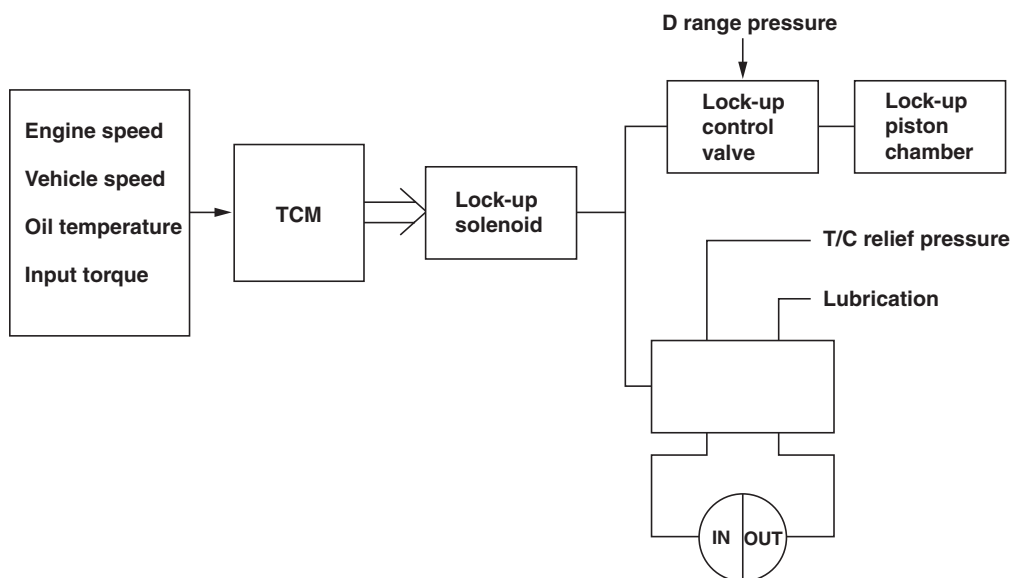 D range pressure
Engine speed
Vehicle speed
Oil temperature
Input torque
TCM
Lock-up
solenoid
Lock-up
control
valve
Lock-up
piston
chamber
T/C relief pressure
Lubrication
IN
OUT